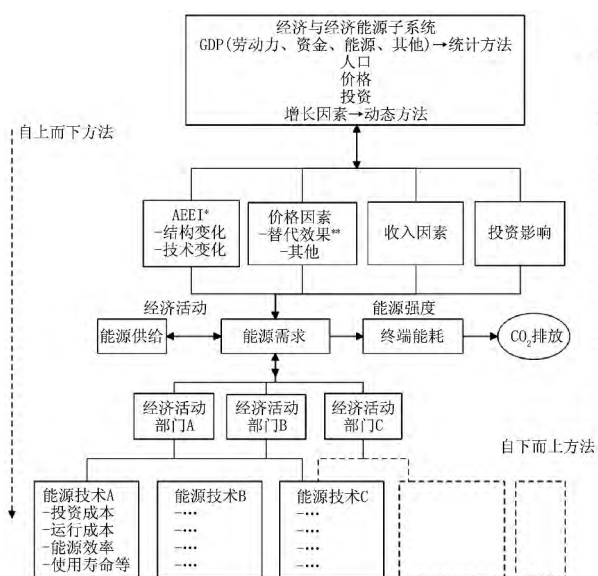 经济与经济能源子系统
GDP(劳动力、资金、能源、其他)→统计方法
人口
价格
投资
增长因素→动态方法
自上而下方法
AEEI*
-结构变化
-技术变化
价格因素
-替代效果**
-其他
收入因素
投资影响
经济活动
能源强度
能源供给
能源需求
终端能耗
CO₂排放
经济活动
部门A
经济活动
部门B
经济活动
部门C
自下而上方法
能源技术A
-投资成本
-运行成本
-能源效率
-使用寿命等
能源技术B
-…
-…
-…
-…
能源技术C
-…
-…
-…
-…